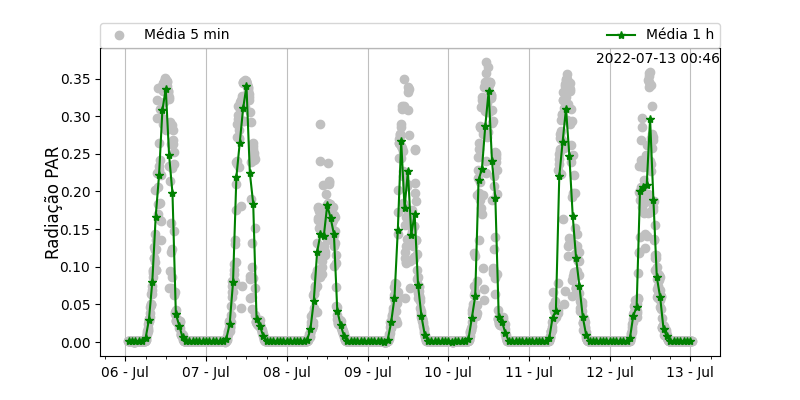 Média 5 min
Média 1 h
2022-07-13 00:46
Radiação PAR
0.35
0.30
0.25
0.20
0.15
0.10
0.05
0.00
06 - Jul
07 - Jul
08 - Jul
09 - Jul
10 - Jul
11 - Jul
12 - Jul
13 - Jul